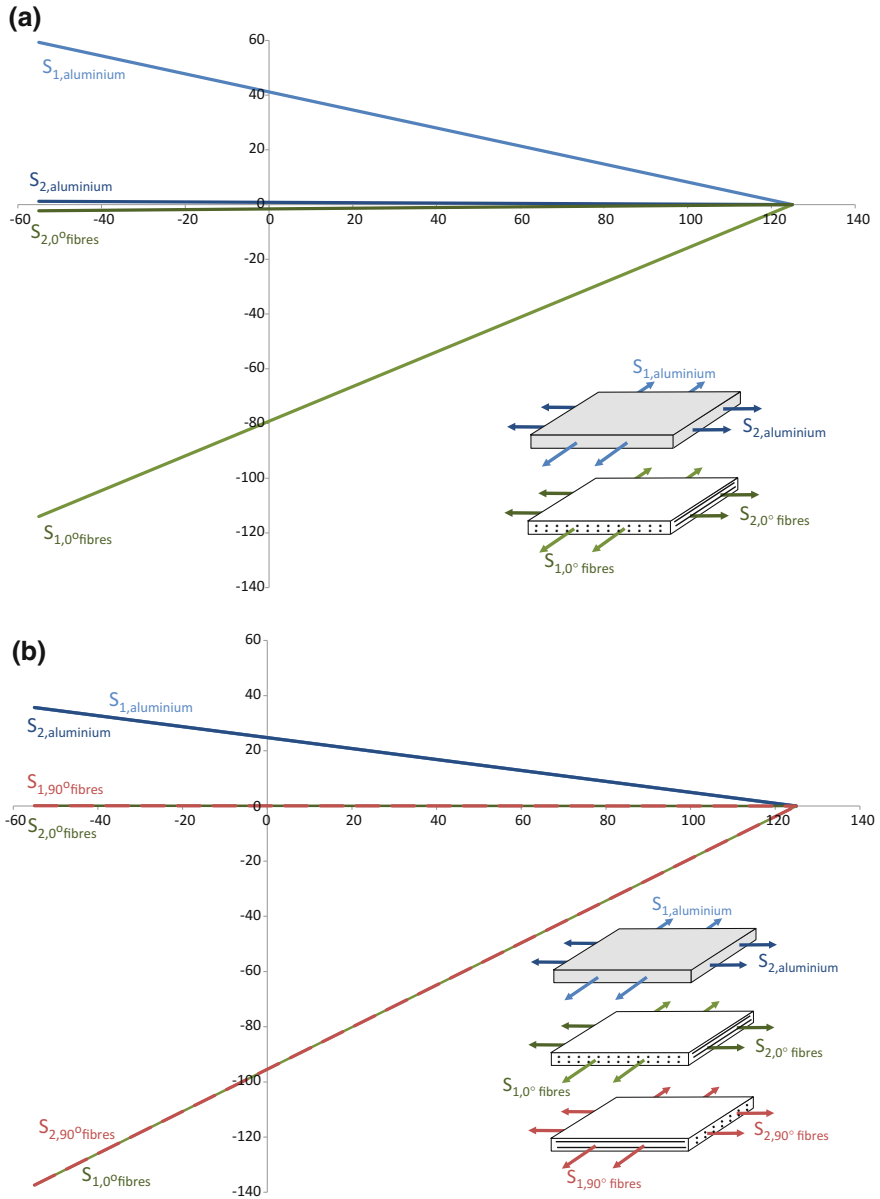 (a)
60
S1,aluminium
40
20
S2,aluminium
0
-60 -40 -20 0 20 40 60 80 100 120 140
S2,0°fibres
-20
-40
-60
S1,aluminium
-80
S2,aluminium
-100
S1,0°fibres
S2,0° fibres
-120
S1,0° fibres
-140
(b)
60
40
S1,aluminium
S2,aluminium
20
S1,90°fibres
0
-60 -40 -20 0 20 40 60 80 100 120 140
S2,0°fibres
-20
-40
S1,aluminium
-60
S2,aluminium
-80
S2,0° fibres
-100
S1,0° fibres
S2,90°fibres
-120
S2,90° fibres
S1,0°fibres
S1,90° fibres
-140